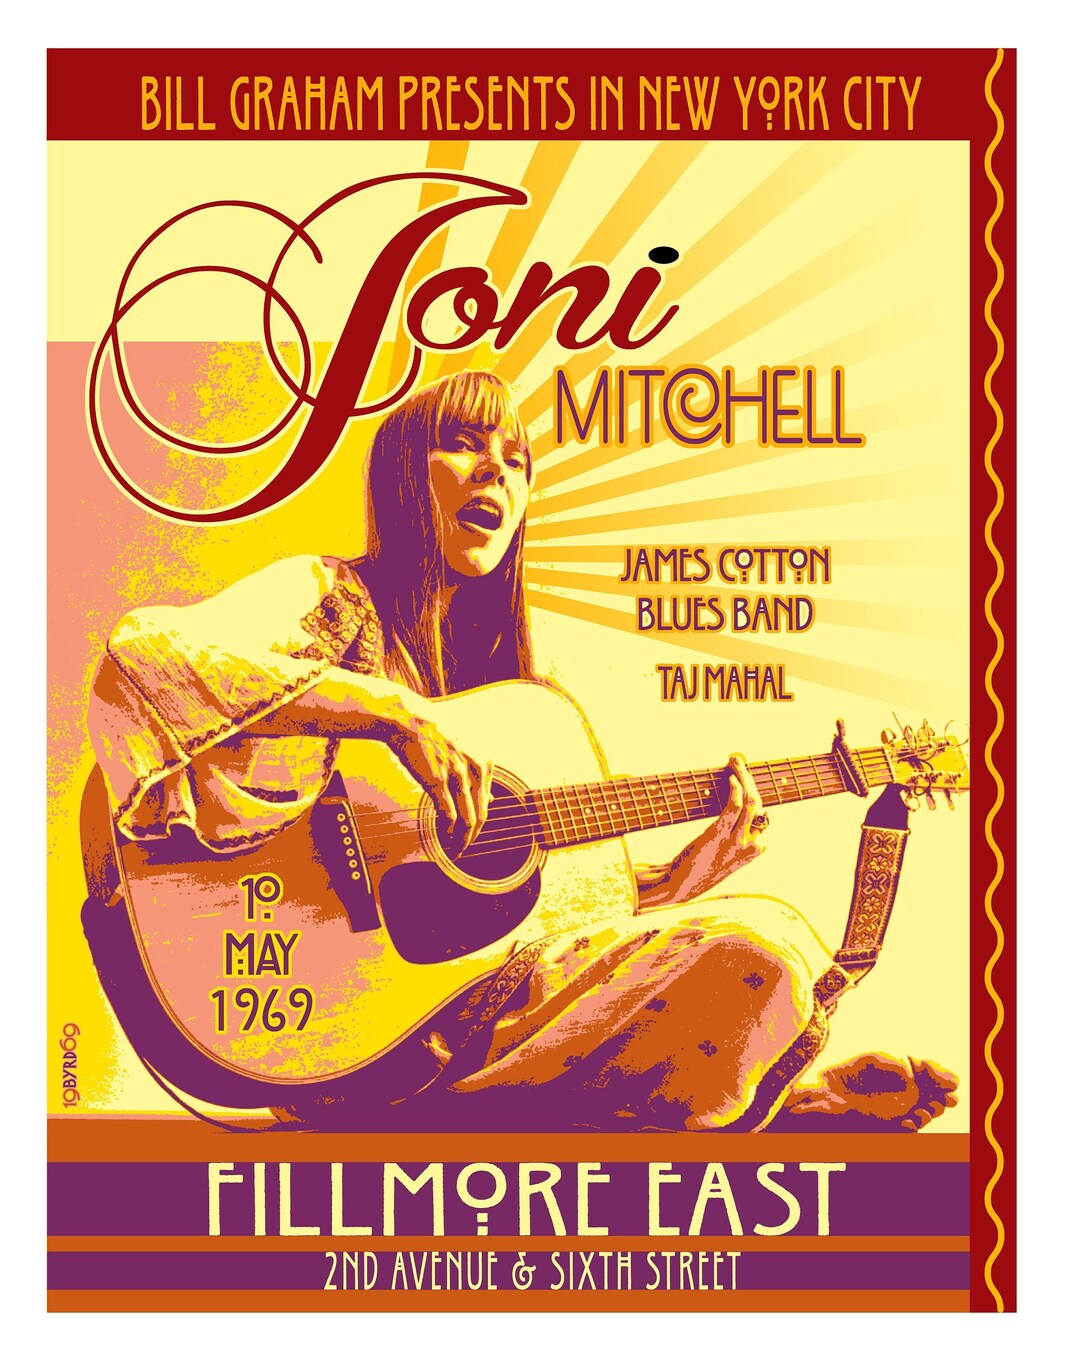 BILL GRAHAM PRESENTS IN NEW YORK CITY
Joni
MITCHELL
JAMES COTTON
BLUES BAND
TAJ MAHAL
10
MAY
1969
19BYRD69
FILLMORE EAST
2ND AVENUE & SIXTH STREET